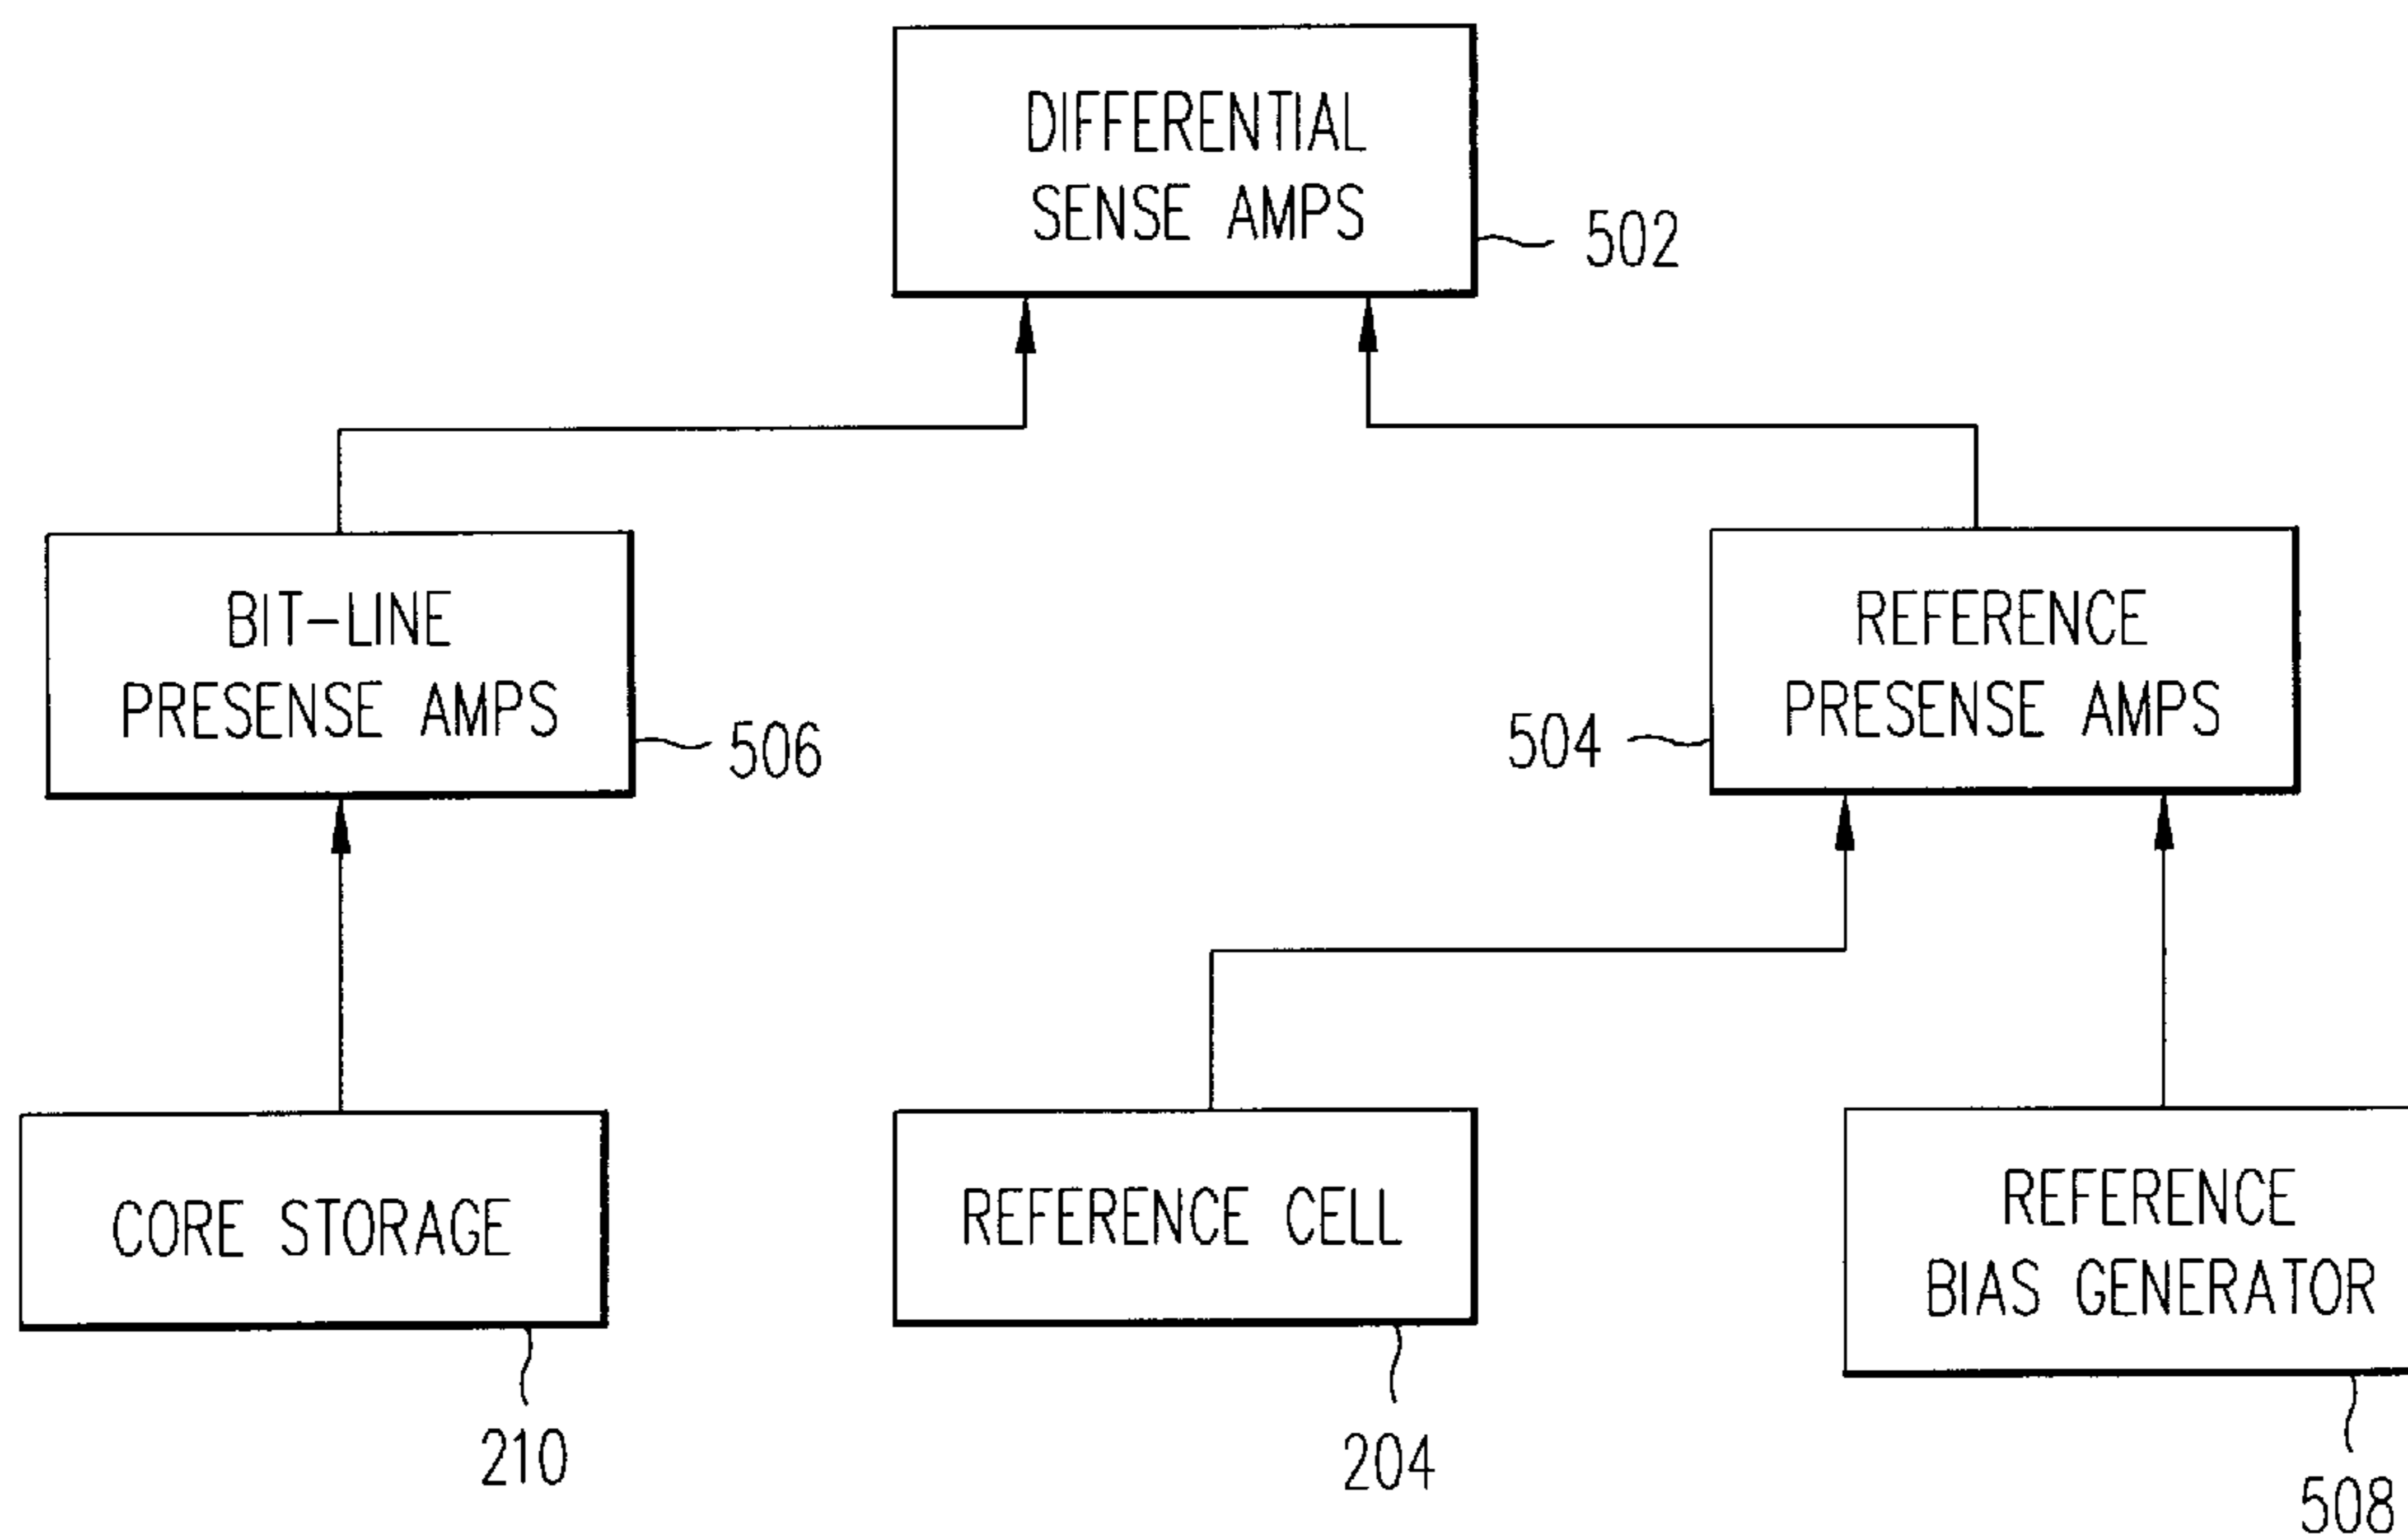 DIFFERENTIAL
SENSE AMPS
502
BIT-LINE
PRESENSE AMPS
506
REFERENCE
PRESENSE AMPS
504
CORE STORAGE
210
REFERENCE CELL
204
REFERENCE
BIAS GENERATOR
508